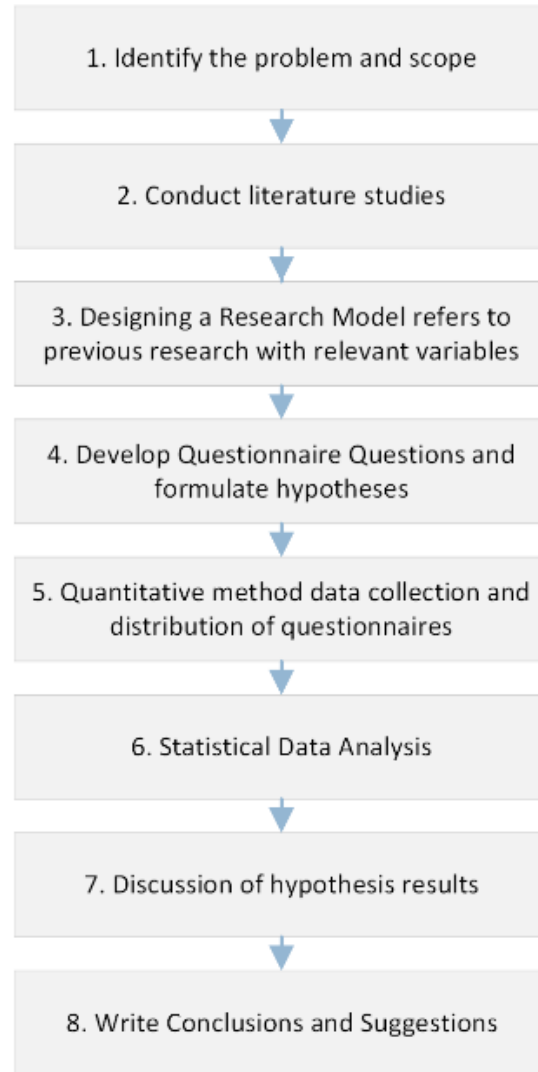 1. Identify the problem and scope
2. Conduct literature studies
3. Designing a Research Model refers to
previous research with relevant variables
4. Develop Questionnaire Questions and
formulate hypotheses
5. Quantitative method data collection and
distribution of questionnaires
6. Statistical Data Analysis
7. Discussion of hypothesis results
8. Write Conclusions and Suggestions